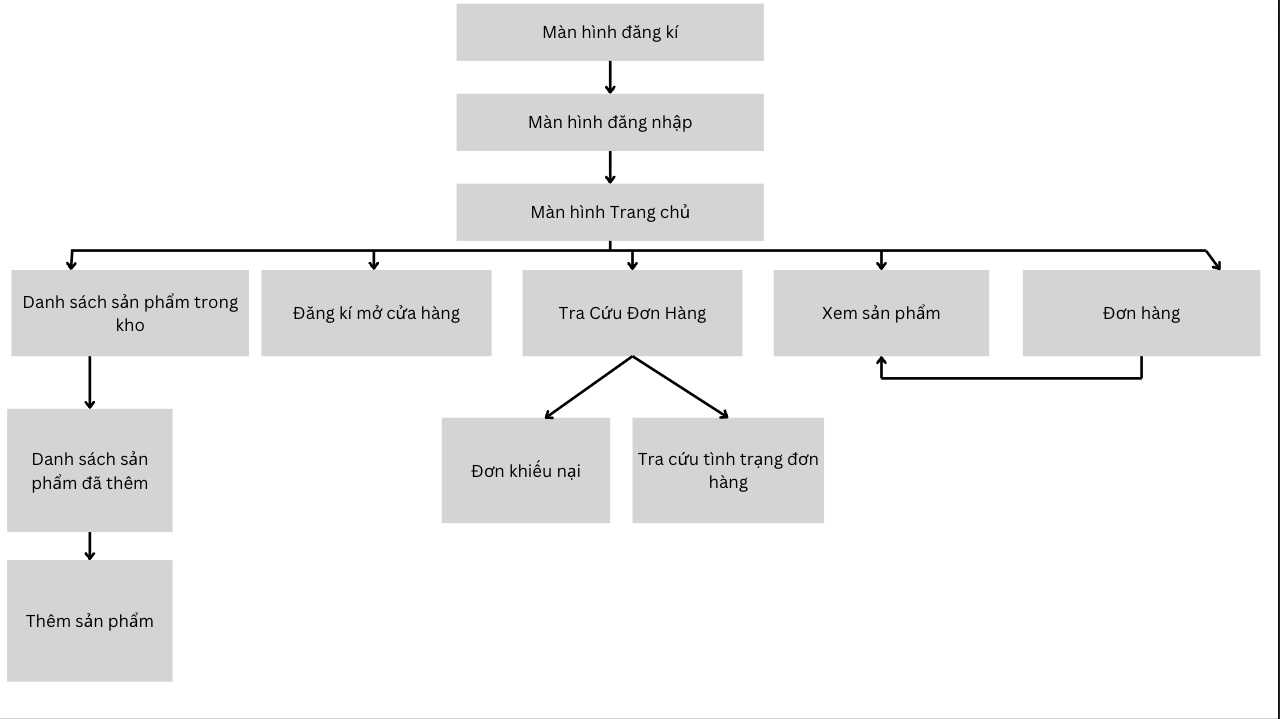 Màn hình đăng kí
Màn hình đăng nhập
Màn hình Trang chủ
Danh sách sản phẩm trong
kho
Đăng kí mở cửa hàng
Tra Cứu Đơn Hàng
Xem sản phẩm
Đơn hàng
Danh sách sản
phẩm đã thêm
Đơn khiếu nại
Tra cứu tình trạng đơn
hàng
Thêm sản phẩm